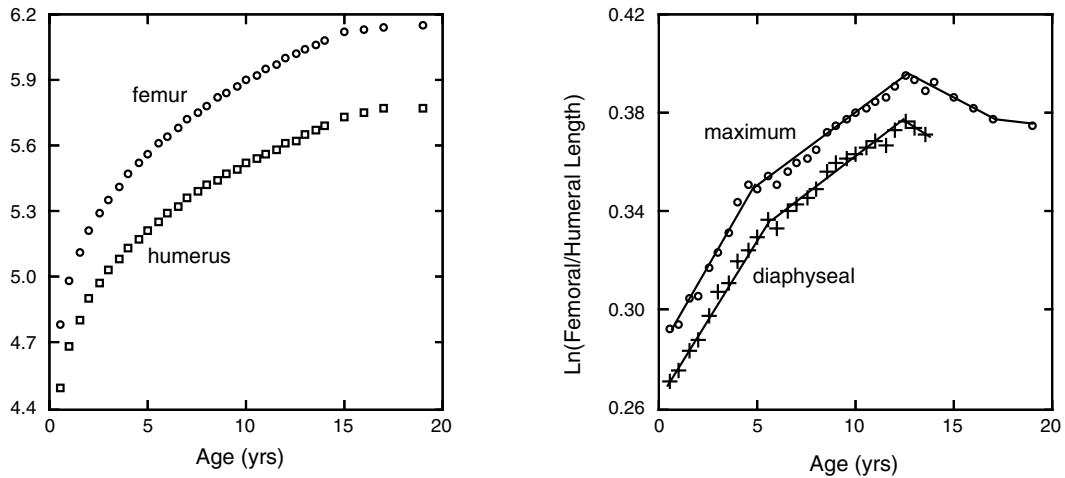 6.2
5.9
5.6
5.3
5.0
4.7
4.4
femur
humerus
0 5 10 15 20
Age (yrs)
Ln(Femoral/Humeral Length)
0.42
0.38
0.34
0.30
0.26
maximum
diaphyseal
0 5 10 15 20
Age (yrs)